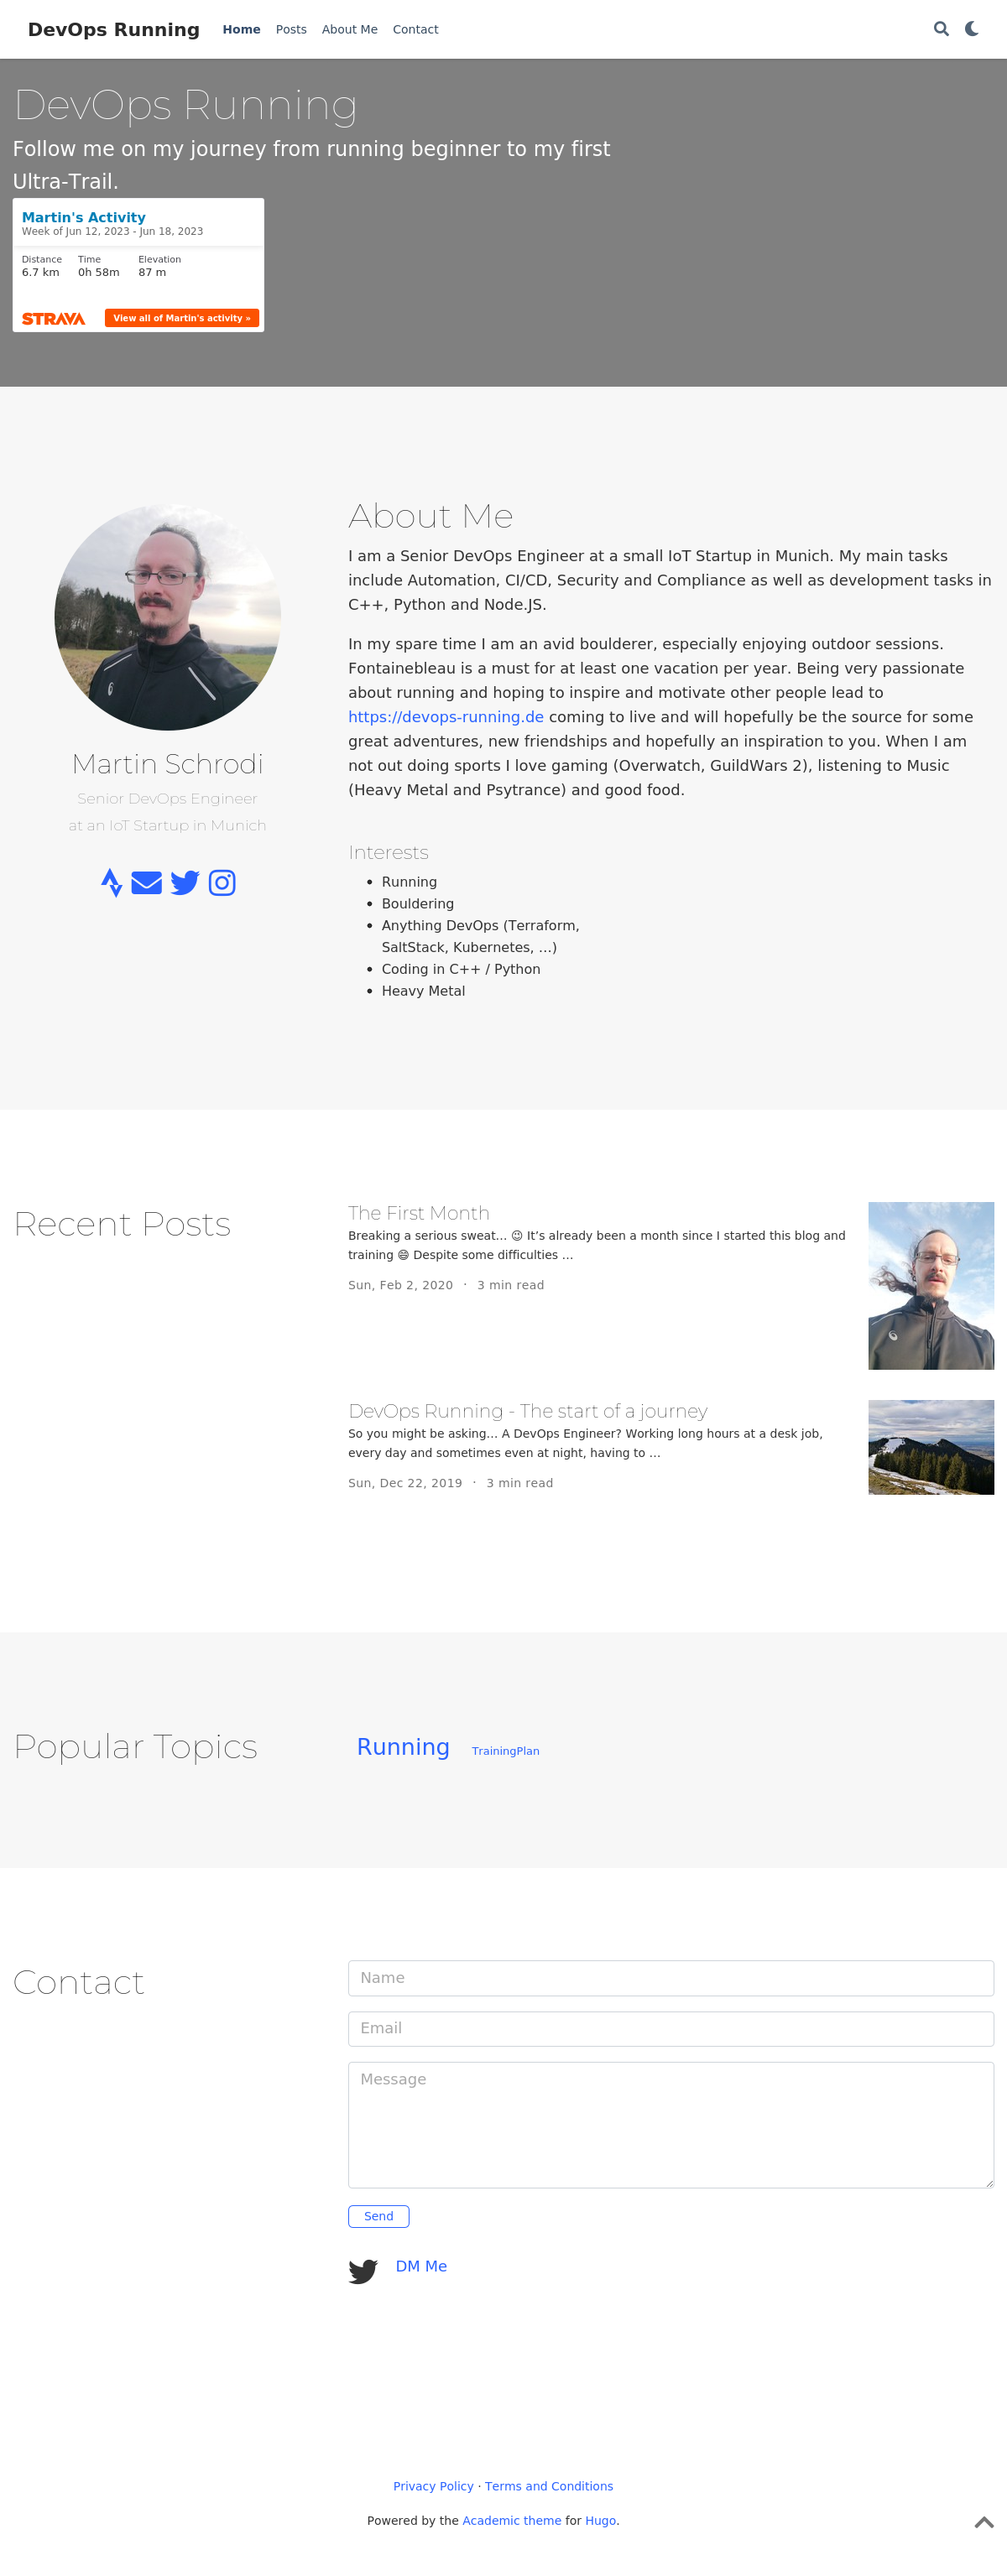 DevOps Running
Home
Posts
About Me
Contact
DevOps Running
Follow me on my journey from running beginner to my first
Ultra-Trail.
Martin's Activity
Week of Jun 12, 2023 - Jun 18, 2023
Distance Time Elevation
6.7 km 0h 58m 87 m
STRAVA
View all of Martin's activity »
Martin Schrodi
Senior DevOps Engineer
at an IoT Startup in Munich
About Me
I am a Senior DevOps Engineer at a small IoT Startup in Munich. My main tasks
include Automation, CI/CD, Security and Compliance as well as development tasks in
C++, Python and Node.JS.
In my spare time I am an avid boulderer, especially enjoying outdoor sessions.
Fontainebleau is a must for at least one vacation per year. Being very passionate
about running and hoping to inspire and motivate other people lead to
https://devops-running.de coming to live and will hopefully be the source for some
great adventures, new friendships and hopefully an inspiration to you. When I am
not out doing sports I love gaming (Overwatch, GuildWars 2), listening to Music
(Heavy Metal and Psytrance) and good food.
Interests
• Running
• Bouldering
• Anything DevOps (Terraform,
SaltStack, Kubernetes, …)
• Coding in C++ / Python
• Heavy Metal
Recent Posts
The First Month
Breaking a serious sweat… 😉 It’s already been a month since I started this blog and
training 😄 Despite some difficulties …
Sun, Feb 2, 2020 · 3 min read
DevOps Running - The start of a journey
So you might be asking… A DevOps Engineer? Working long hours at a desk job,
every day and sometimes even at night, having to …
Sun, Dec 22, 2019 · 3 min read
Popular Topics
Running TrainingPlan
Contact
Name
Email
Message
Send
DM Me
Privacy Policy · Terms and Conditions
Powered by the Academic theme for Hugo.